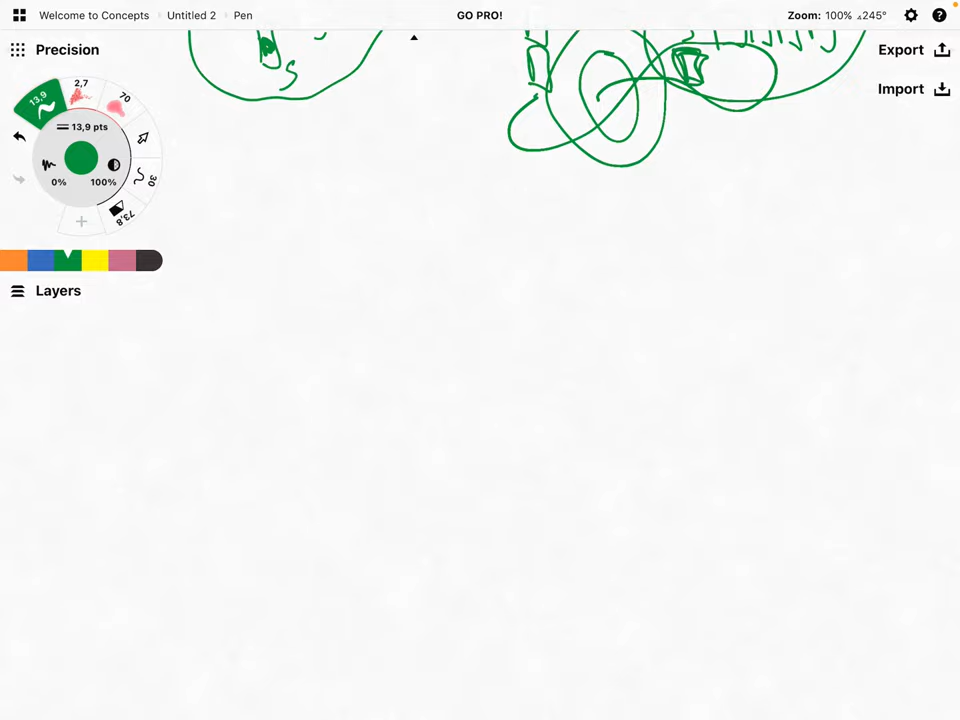 Welcome to Concepts Untitled 2 Pen GO PRO! Zoom: 100% ⊿245° ?
Precision
Export
Import
13,9
2,7
70
13,9 pts
30
73,8
0% 100%
+
Layers